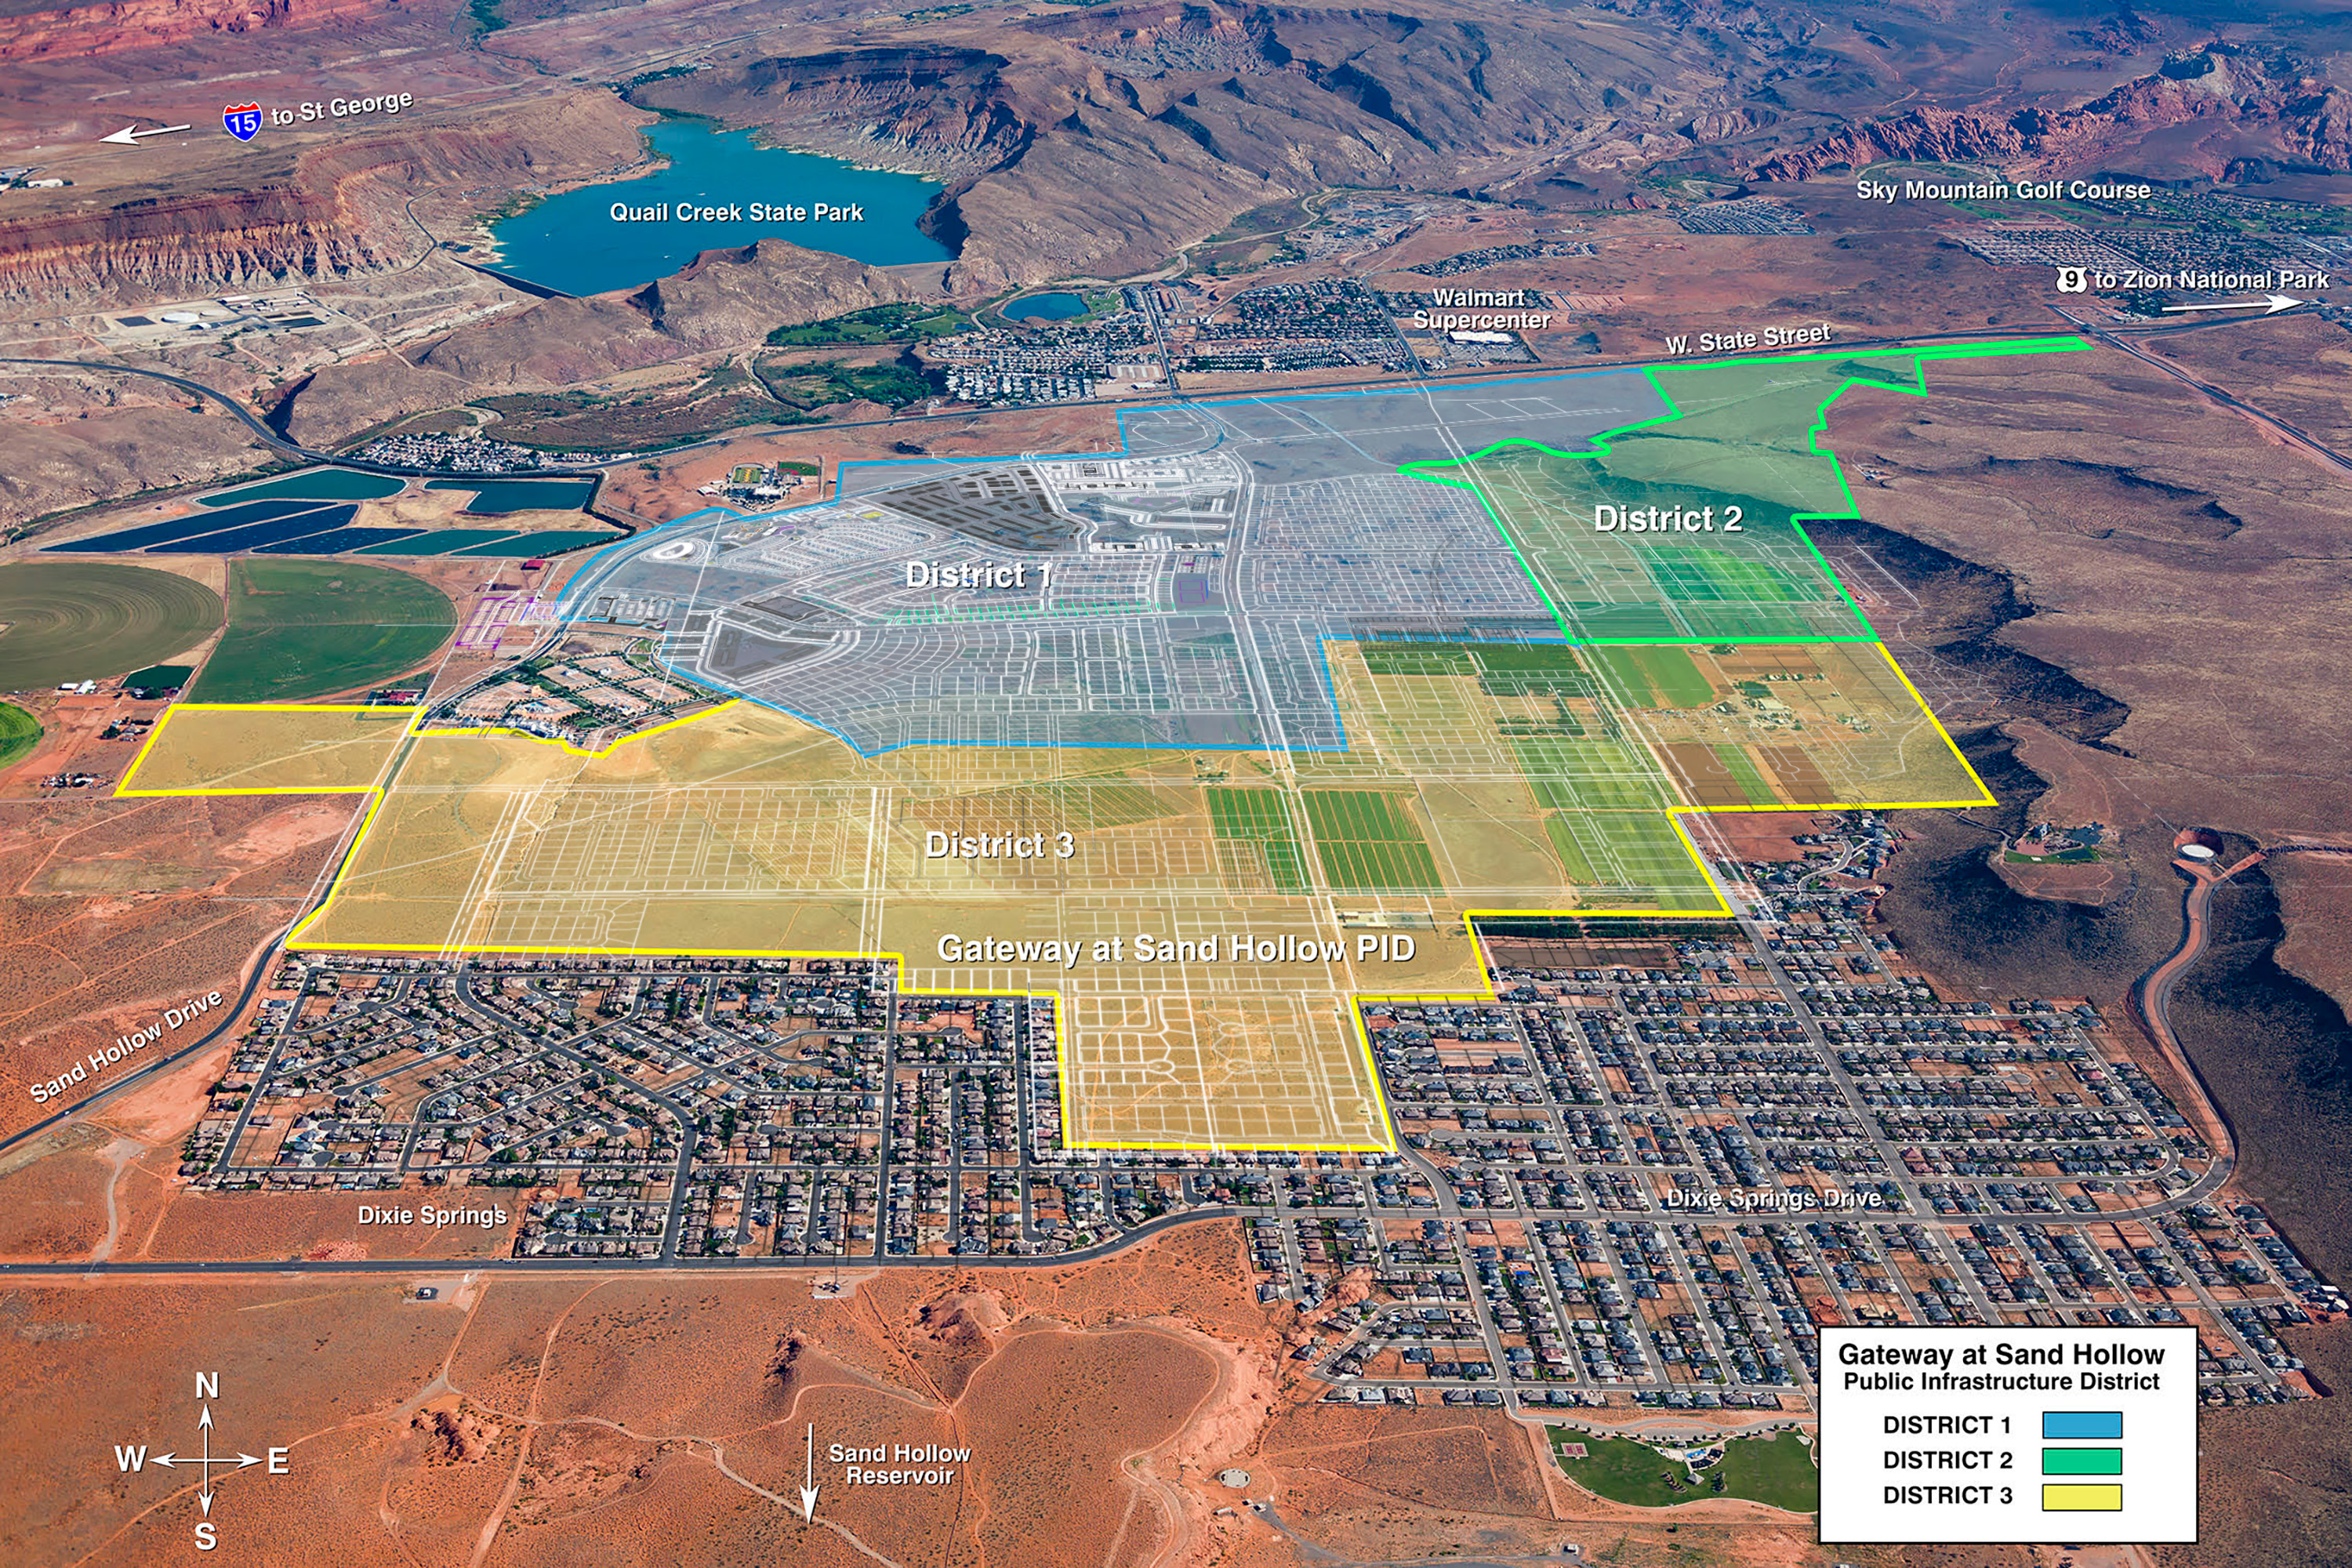 15 to St George
Quail Creek State Park
Sky Mountain Golf Course
9 to Zion National Park
Walmart
Supercenter
W. State Street
District 2
District 1
District 3
Gateway at Sand Hollow PID
Sand Hollow Drive
Dixie Springs
Dixie Springs Drive
N
W E
S
Sand Hollow
Reservoir
Gateway at Sand Hollow
Public Infrastructure District
DISTRICT 1
DISTRICT 2
DISTRICT 3